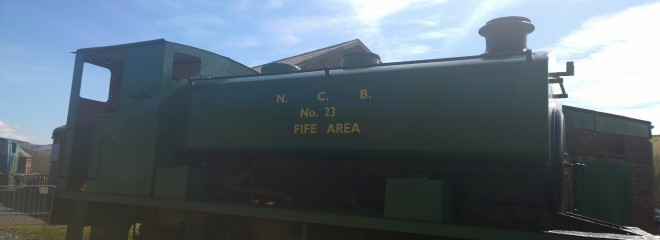 N. C. B.
No. 23
FIFE AREA